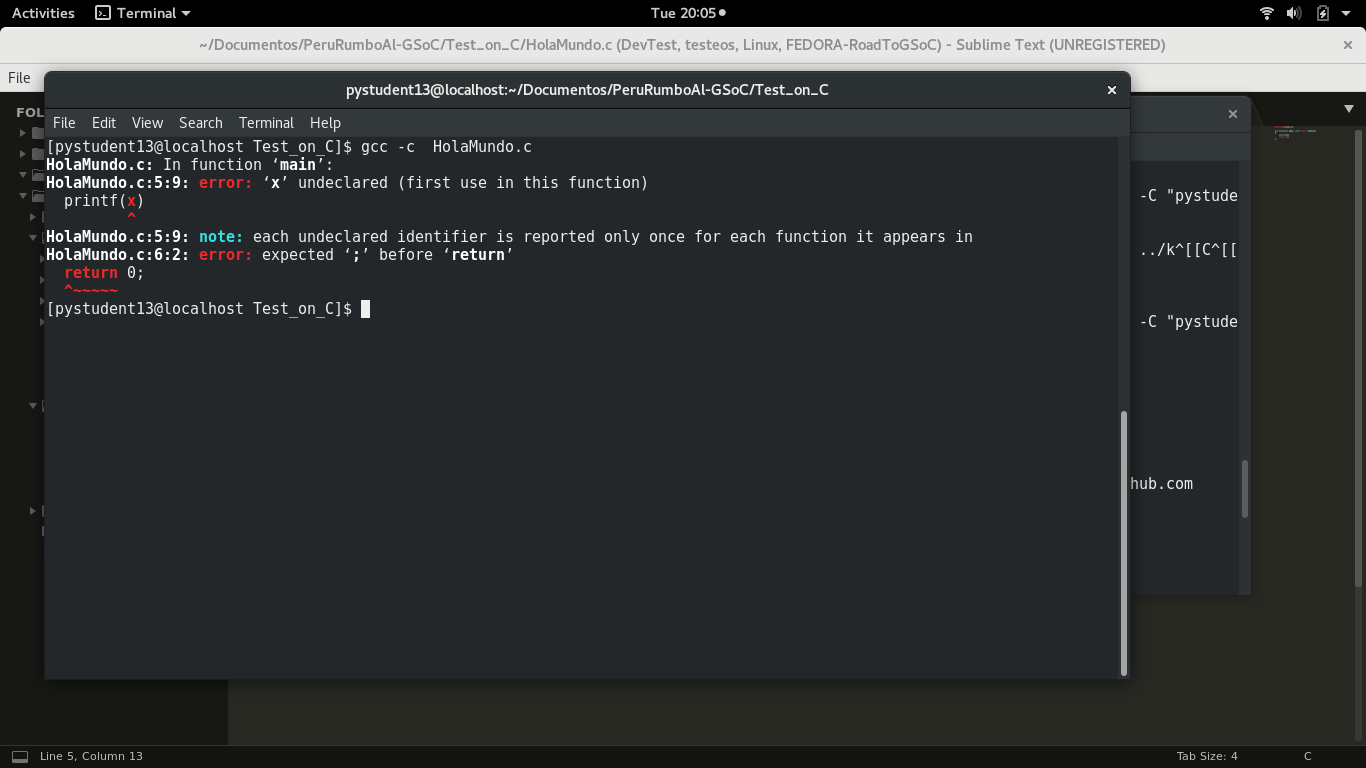 Activities Terminal Tue 20:05
~/Documentos/PeruRumboAl-GSoC/Test_on_C/HolaMundo.c (DevTest, testeos, Linux, FEDORA-RoadToGSoC) - Sublime Text (UNREGISTERED)
File
pystudent13@localhost:~/Documentos/PeruRumboAl-GSoC/Test_on_C
FOL
File Edit View Search Terminal Help
[pystudent13@localhost Test_on_C]$ gcc -c  HolaMundo.c
HolaMundo.c: In function ‘main’:
HolaMundo.c:5:9: error: ‘x’ undeclared (first use in this function)
printf(x)
^
HolaMundo.c:5:9: note: each undeclared identifier is reported only once for each function it appears in
HolaMundo.c:6:2: error: expected ‘;’ before ‘return’
return 0;
^~~~~~
[pystudent13@localhost Test_on_C]$
-C "pystude
../k^[[C^[[
-C "pystude
hub.com
Line 5, Column 13
Tab Size: 4
C